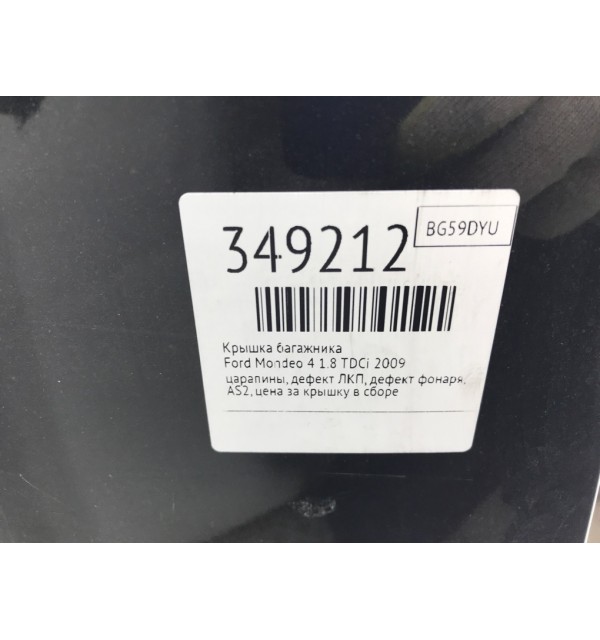 349212
BG59DYU
Крышка багажника
Ford Mondeo 4 1.8 TDCi 2009
царапины, дефект ЛКП, дефект фонаря,
AS2, цена за крышку в сборе